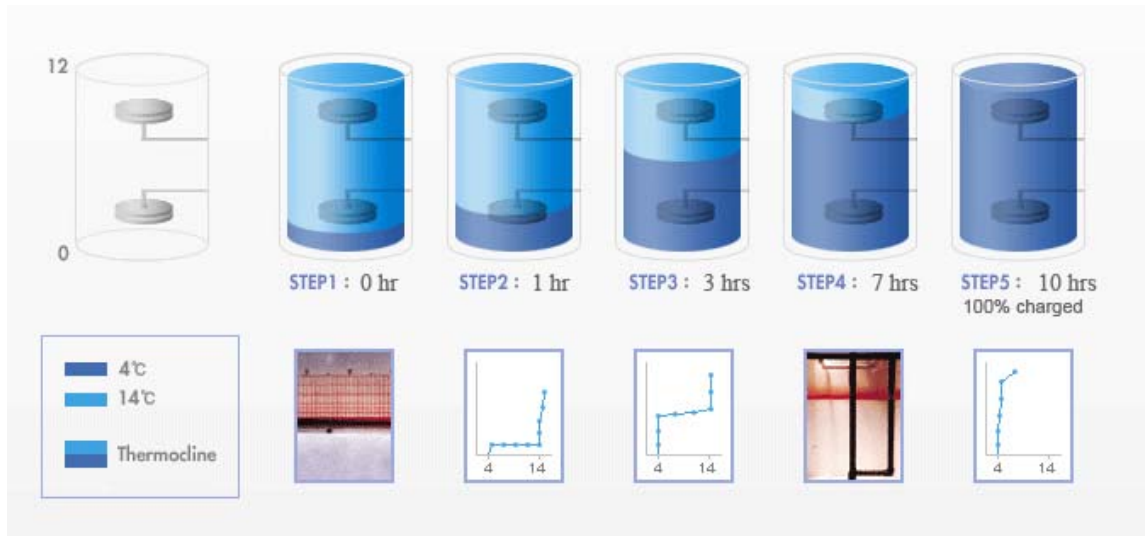 12
0
STEP1 : 0 hr
STEP2 : 1 hr
STEP3 : 3 hrs
STEP4 : 7 hrs
STEP5 : 10 hrs
100% charged
4℃
14℃
Thermocline
4 14
4 14
4 14